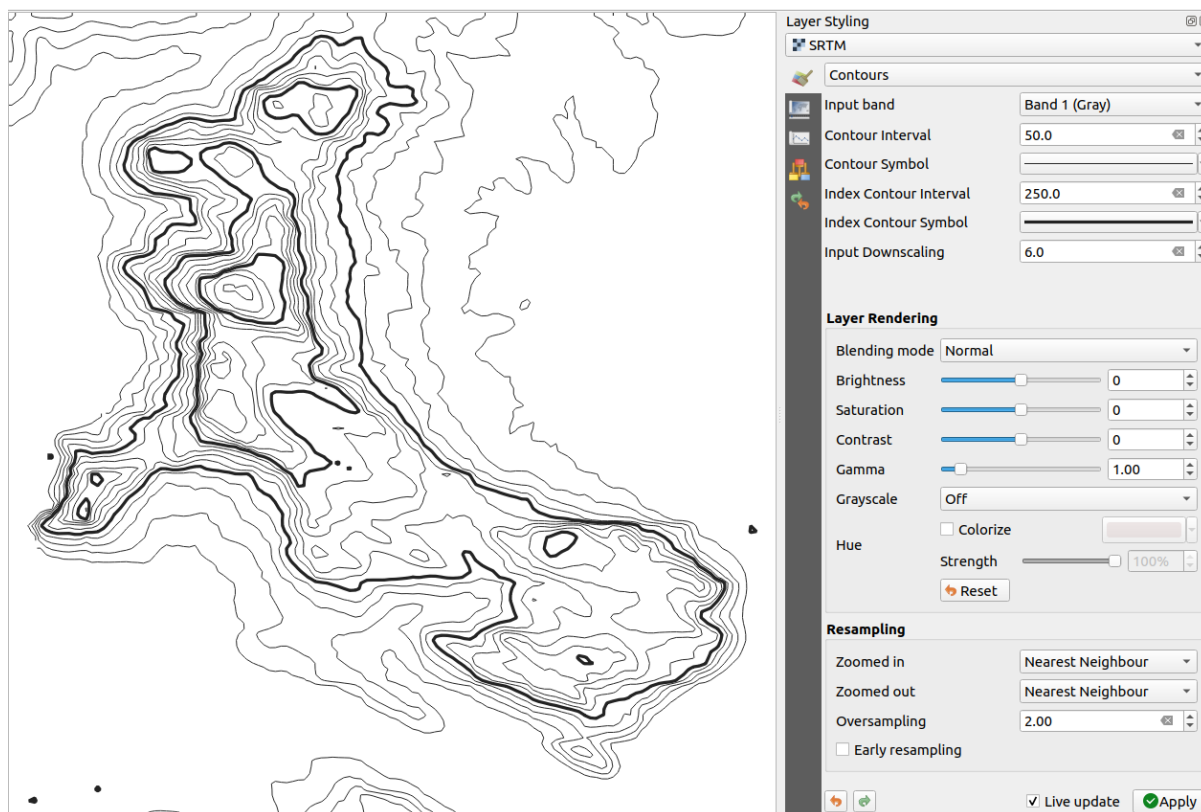 Layer Styling
SRTM
Contours
Input band Band 1 (Gray)
Contour Interval 50.0
Contour Symbol
Index Contour Interval 250.0
Index Contour Symbol
Input Downscaling 6.0
Layer Rendering
Blending mode Normal
Brightness 0
Saturation 0
Contrast 0
Gamma 1.00
Grayscale Off
Hue Colorize
Strength 100%
Reset
Resampling
Zoomed in Nearest Neighbour
Zoomed out Nearest Neighbour
Oversampling 2.00
Early resampling
Live update Apply